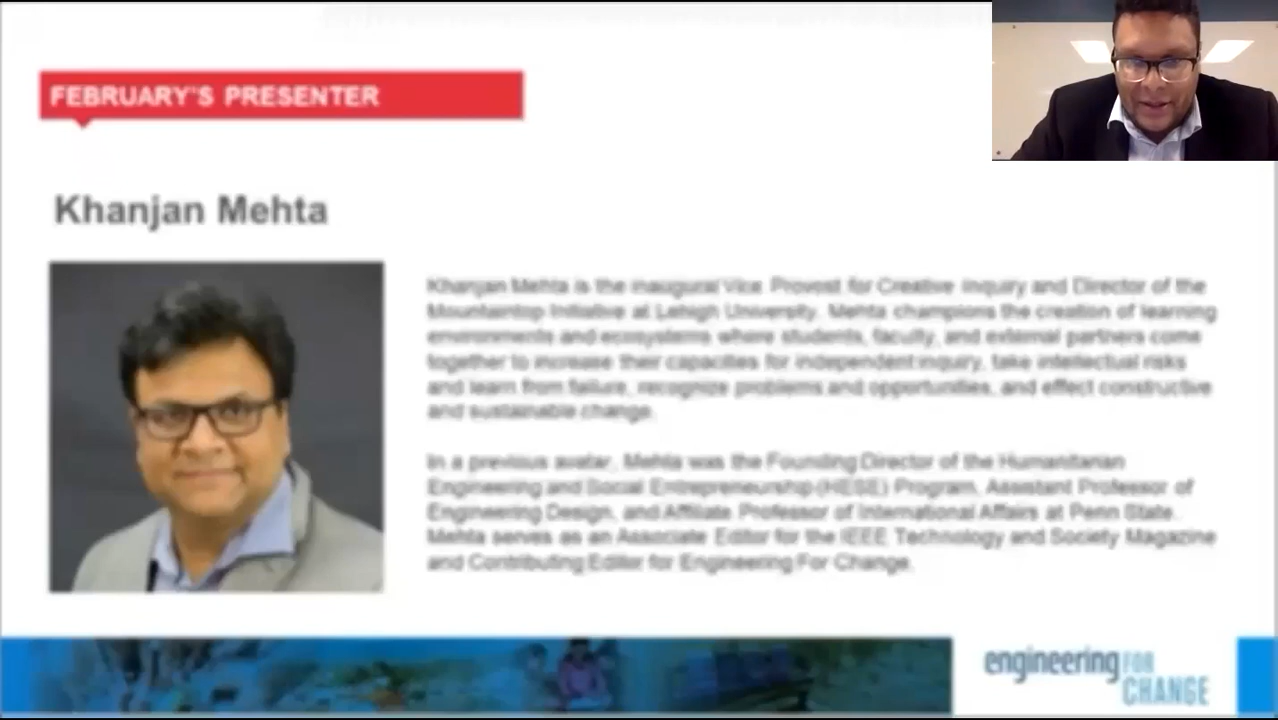 FEBRUARY'S PRESENTER
Khanjan Mehta
Khanjan Mehta is the inaugural Vice Provost for Creative Inquiry and Director of the
Mountaintop Initiative at Lehigh University. Mehta champions the creation of learning
environments and ecosystems where students, faculty, and external partners come
together to increase their capacities for independent inquiry, take intellectual risks
and learn from failure, recognize problems and opportunities, and effect constructive
and sustainable change.
In a previous avatar, Mehta was the Founding Director of the Humanitarian
Engineering and Social Entrepreneurship (HESE) Program, Assistant Professor of
Engineering Design, and Affiliate Professor of International Affairs at Penn State.
Mehta serves as an Associate Editor for the IEEE Technology and Society Magazine
and Contributing Editor for Engineering For Change.
engineering FOR
CHANGE